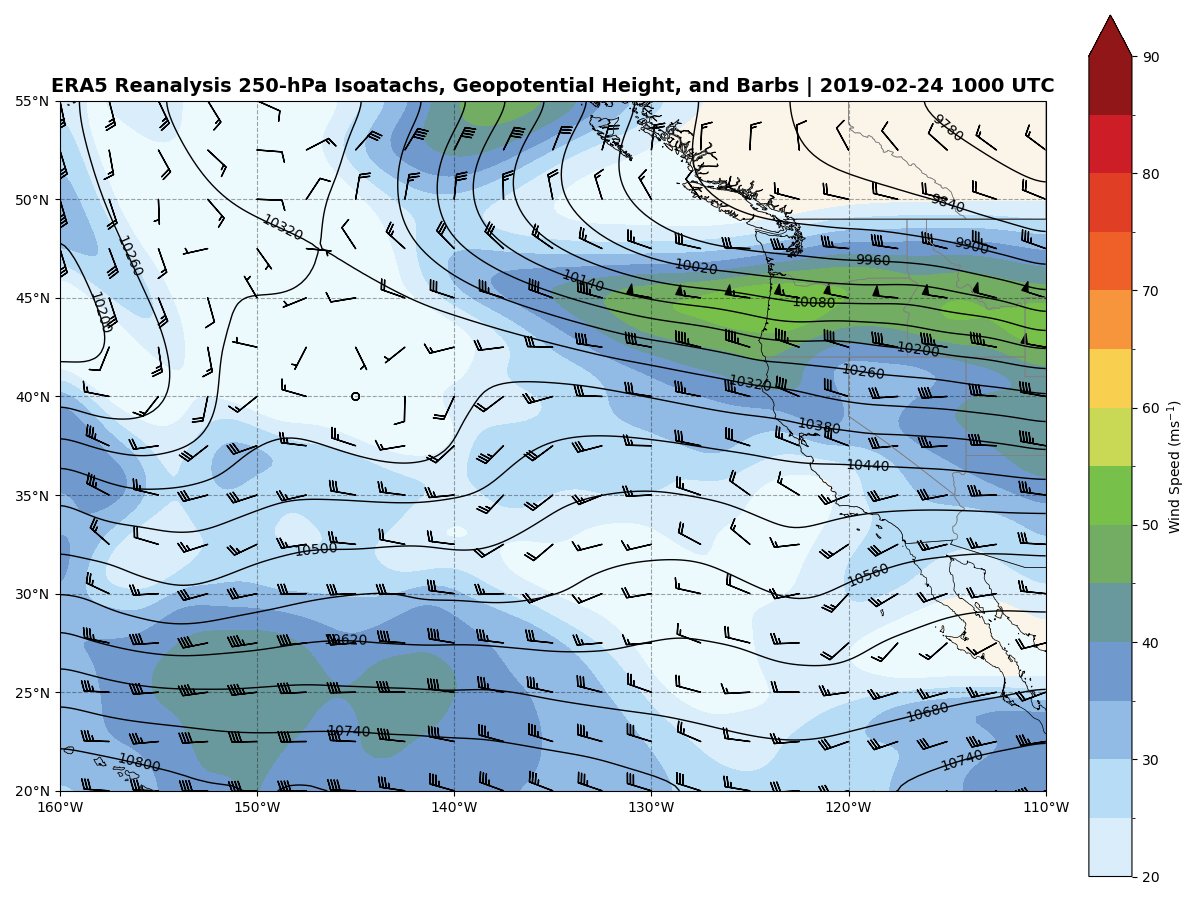 ERA5 Reanalysis 250-hPa Isoatachs, Geopotential Height, and Barbs | 2019-02-24 1000 UTC
55°N
50°N
45°N
40°N
35°N
30°N
25°N
20°N
160°W
150°W
140°W
130°W
120°W
110°W
9780
9840
9900
9960
10020
10080
10140
10200
10260
10320
10380
10440
10320
10260
10200
10500
10560
10620
10680
10740
10740
10800
90
80
70
60
50
40
30
20
Wind Speed (ms⁻¹)